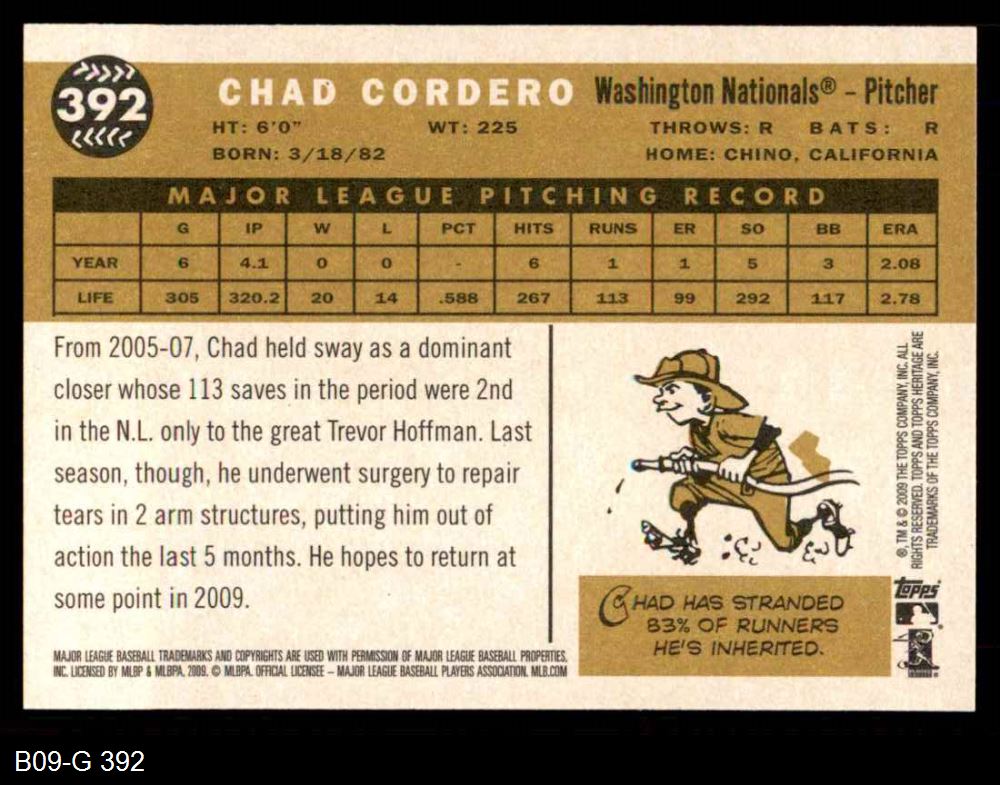 392
CHAD CORDERO Washington Nationals® – Pitcher
HT: 6'0" WT: 225 THROWS: R BATS: R
BORN: 3/18/82 HOME: CHINO, CALIFORNIA
MAJOR LEAGUE PITCHING RECORD
G IP W L PCT HITS RUNS ER SO BB ERA
YEAR 6 4.1 0 0 - 6 1 1 5 3 2.08
LIFE 305 320.2 20 14 .588 267 113 99 292 117 2.78
From 2005-07, Chad held sway as a dominant
closer whose 113 saves in the period were 2nd
in the N.L. only to the great Trevor Hoffman. Last
season, though, he underwent surgery to repair
tears in 2 arm structures, putting him out of
action the last 5 months. He hopes to return at
some point in 2009.
MAJOR LEAGUE BASEBALL TRADEMARKS AND COPYRIGHTS ARE USED WITH PERMISSION OF MAJOR LEAGUE BASEBALL PROPERTIES,
INC. LICENSED BY MLBP & MLBPA, 2009. © MLBPA. OFFICIAL LICENSEE – MAJOR LEAGUE BASEBALL PLAYERS ASSOCIATION. MLB.COM
CHAD HAS STRANDED
83% OF RUNNERS
HE'S INHERITED.
®, TM & © 2009 THE TOPPS COMPANY, INC. ALL
RIGHTS RESERVED. TOPPS AND TOPPS HERITAGE ARE
TRADEMARKS OF THE TOPPS COMPANY, INC.
topps
B09-G 392